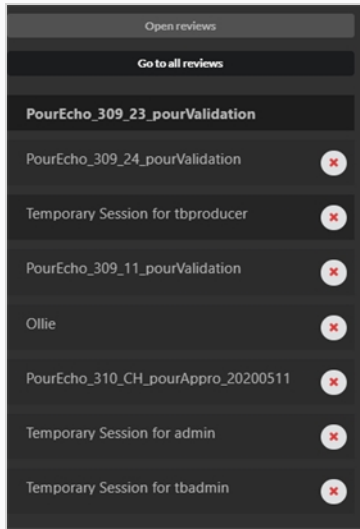 Open reviews
Go to all reviews
PourEcho_309_23_pourValidation
PourEcho_309_24_pourValidation
Temporary Session for tbproducer
PourEcho_309_11_pourValidation
Ollie
PourEcho_310_CH_pourAppro_20200511
Temporary Session for admin
Temporary Session for tbadmin